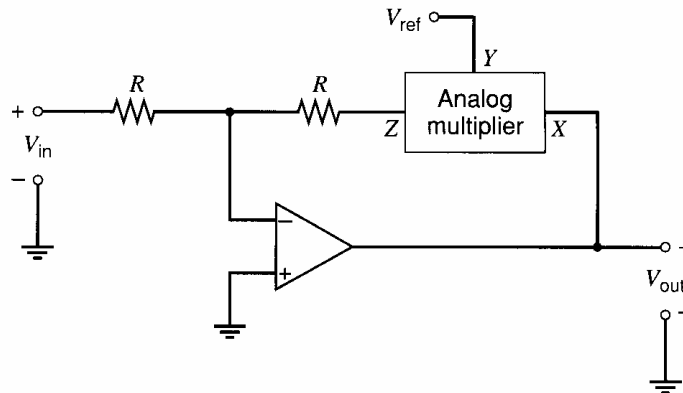 V_ref
Y
R
R
Analog
multiplier
Z
X
+
V_in
−
−
+
−
V_out
−